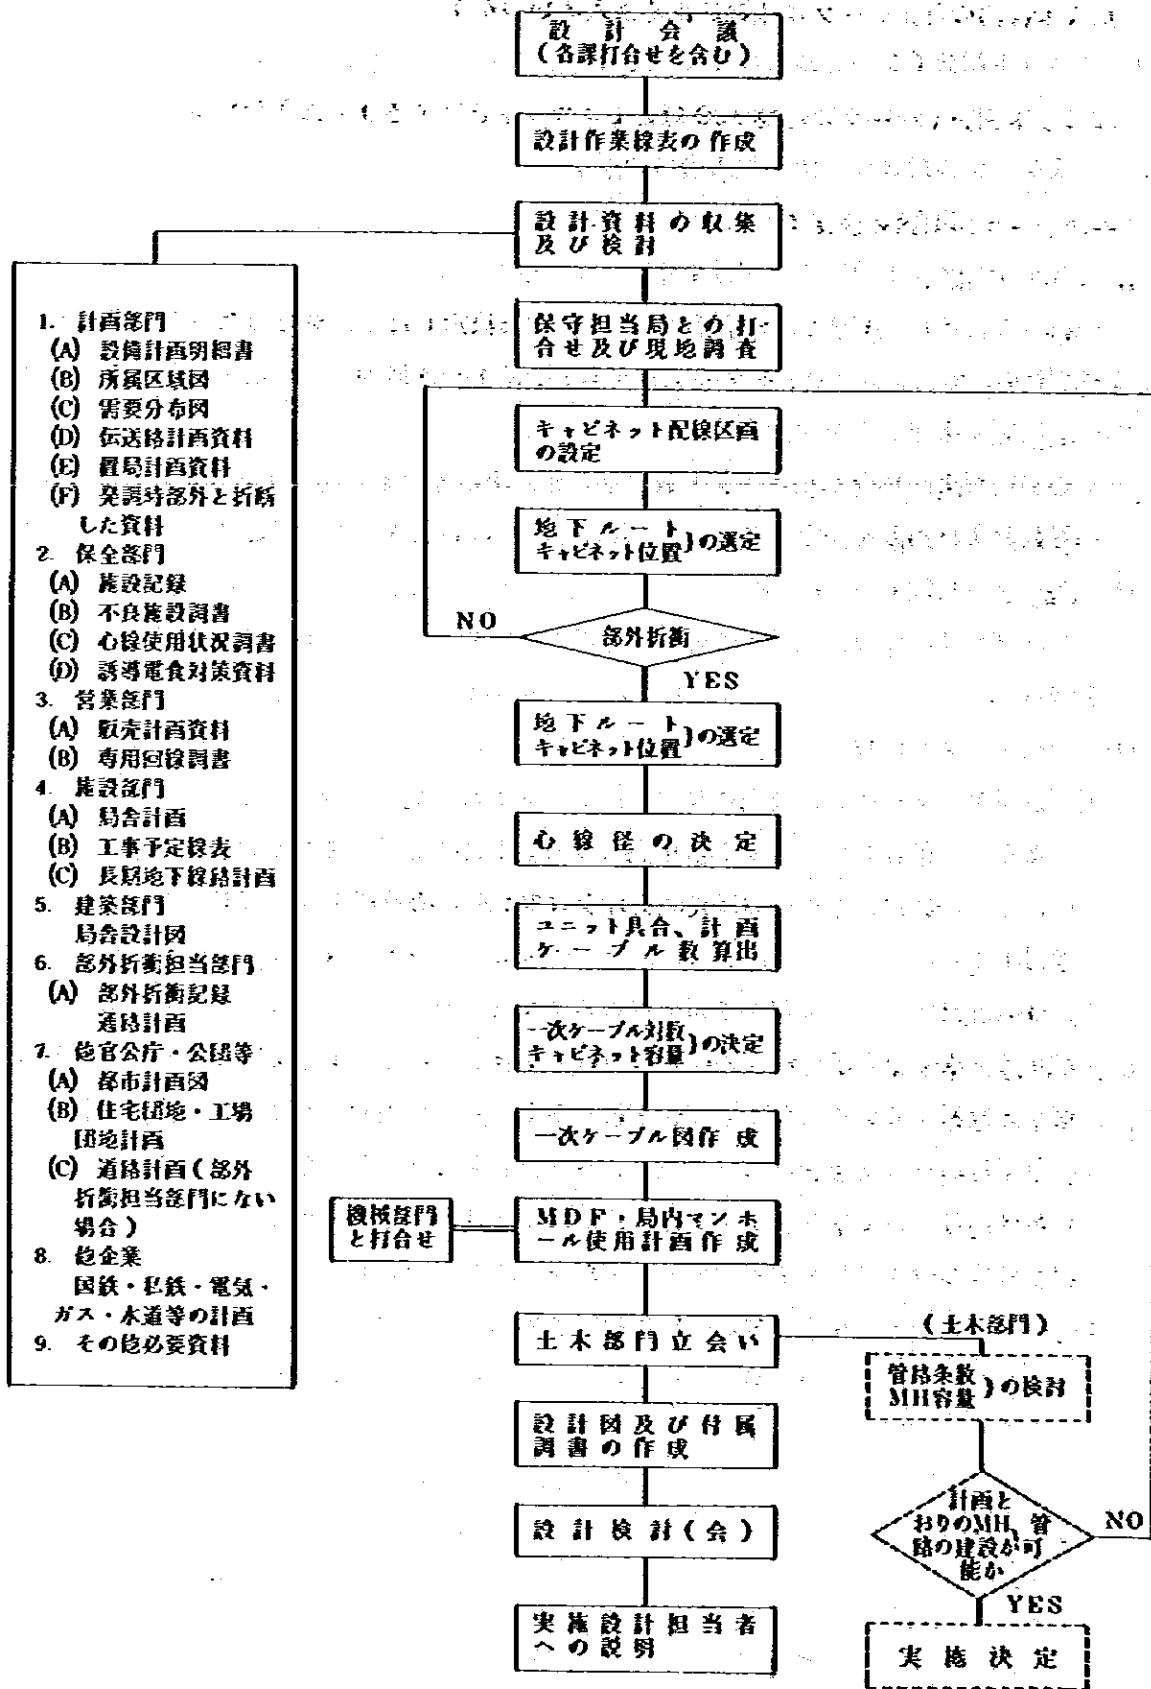 設計会議
(各課打合せを含む)
設計作業線表の作成
設計資料の収集
及び検討
保守担当局との打
合せ及び現地調査
キャビネット配線区画
の設定
地下ルート
キャビネット位置}の選定
部外折衝
NO
YES
地下ルート
キャビネット位置}の選定
心線径の決定
ユニット具合、計画
ケーブル数算出
一次ケーブル対数
キャビネット容量}の決定
一次ケーブル図作成
機械部門
と打合せ
MDF・局内マンホ
ール使用計画作成
土木部門立会い
設計図及び付属
調書の作成
設計検討(会)
実施設計担当者
への説明
(土木部門)
管路条数
MH容量}の検討
計画と
おりのMH、管
路の建設が可
能か
NO
YES
実施決定
1. 計画部門
(A) 設備計画明細書
(B) 所属区域図
(C) 需要分布図
(D) 伝送路計画資料
(E) 置局計画資料
(F) 発調時部外と折衝
した資料
2. 保全部門
(A) 施設記録
(B) 不良施設調書
(C) 心線使用状況調書
(D) 誘導電食対策資料
3. 営業部門
(A) 販売計画資料
(B) 専用回線調書
4. 施設部門
(A) 局舎計画
(B) 工事予定線表
(C) 長期地下線路計画
5. 建築部門
局舎設計図
6. 部外折衝担当部門
(A) 部外折衝記録
道路計画
7. 他官公庁・公団等
(A) 都市計画図
(B) 住宅団地・工場
団地計画
(C) 道路計画(部外
折衝担当部門にない
場合)
8. 他企業
国鉄・私鉄・電気・
ガス・水道等の計画
9. その他必要資料